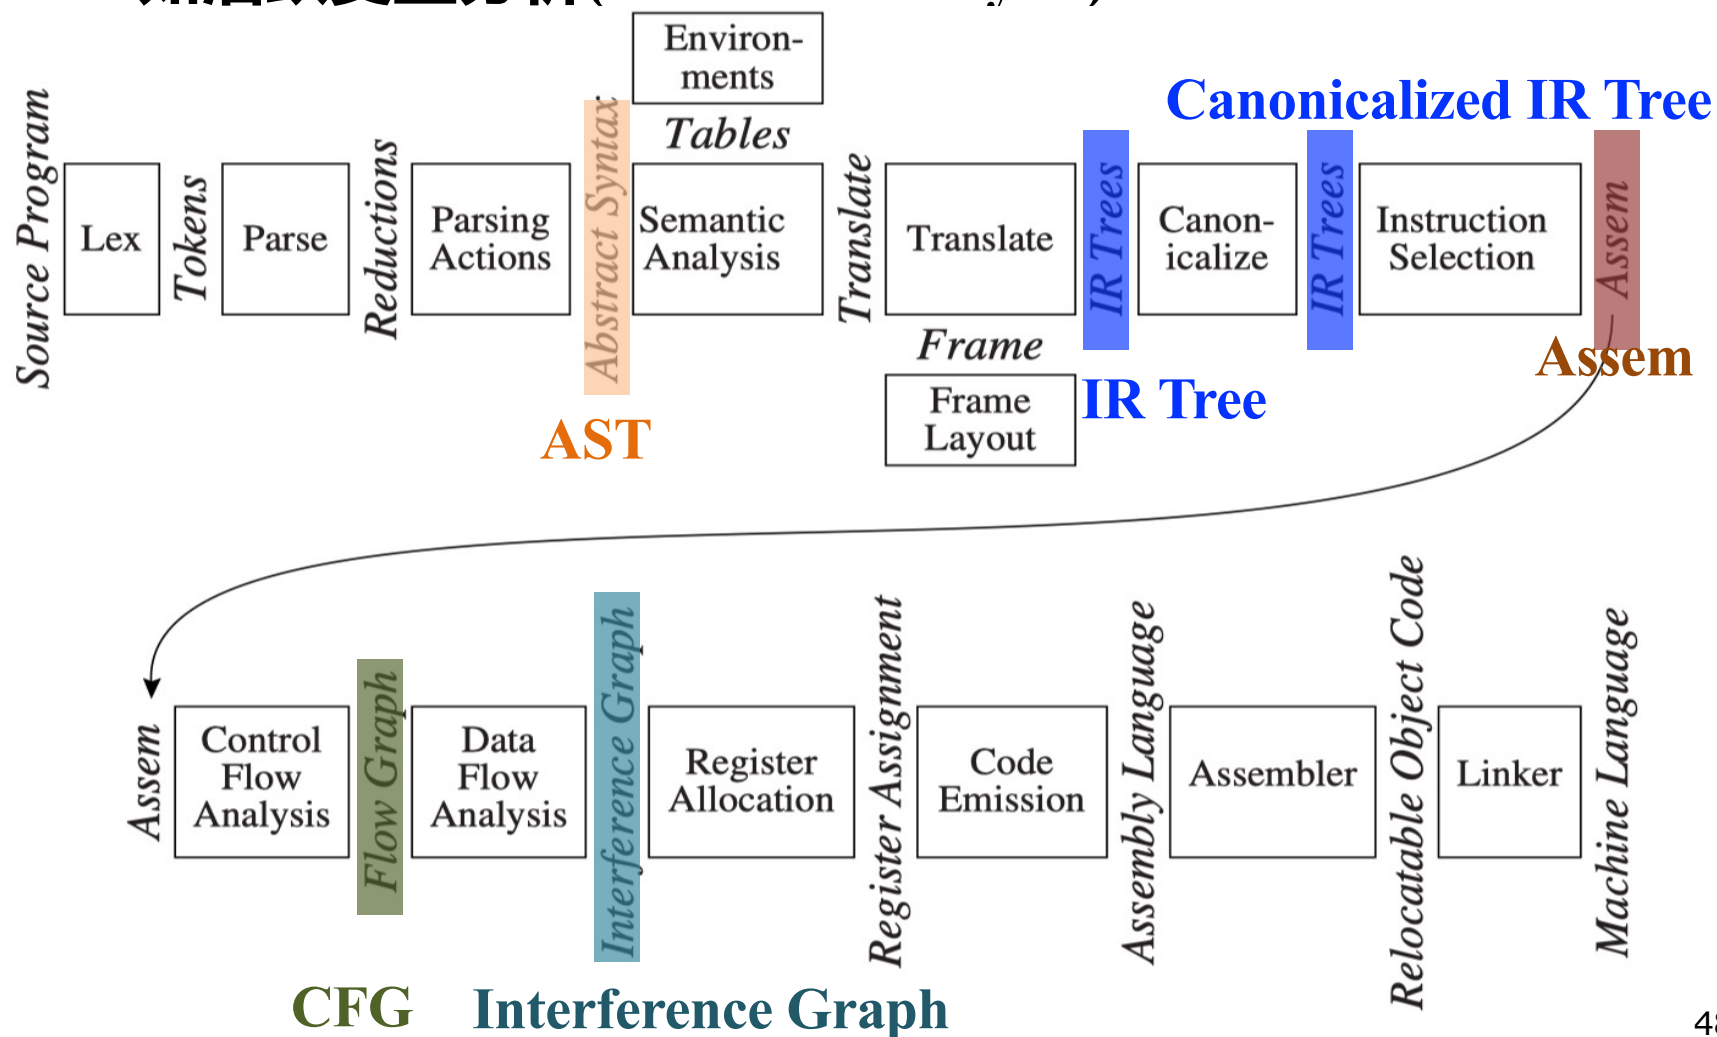 Environ-
ments
Canonicalized IR Tree
Tables
Source Program
Lex
Tokens
Parse
Reductions
Parsing
Actions
Abstract Syntax
Semantic
Analysis
Translate
Translate
IR Trees
Canon-
icalize
IR Trees
Instruction
Selection
Assem
Frame
Frame
Layout
IR Tree
Assem
AST
Assem
Control
Flow
Analysis
Flow Graph
Data
Flow
Analysis
Interference Graph
Register
Allocation
Register Assignment
Code
Emission
Assembly Language
Assembler
Relocatable Object Code
Linker
Machine Language
CFG
Interference Graph